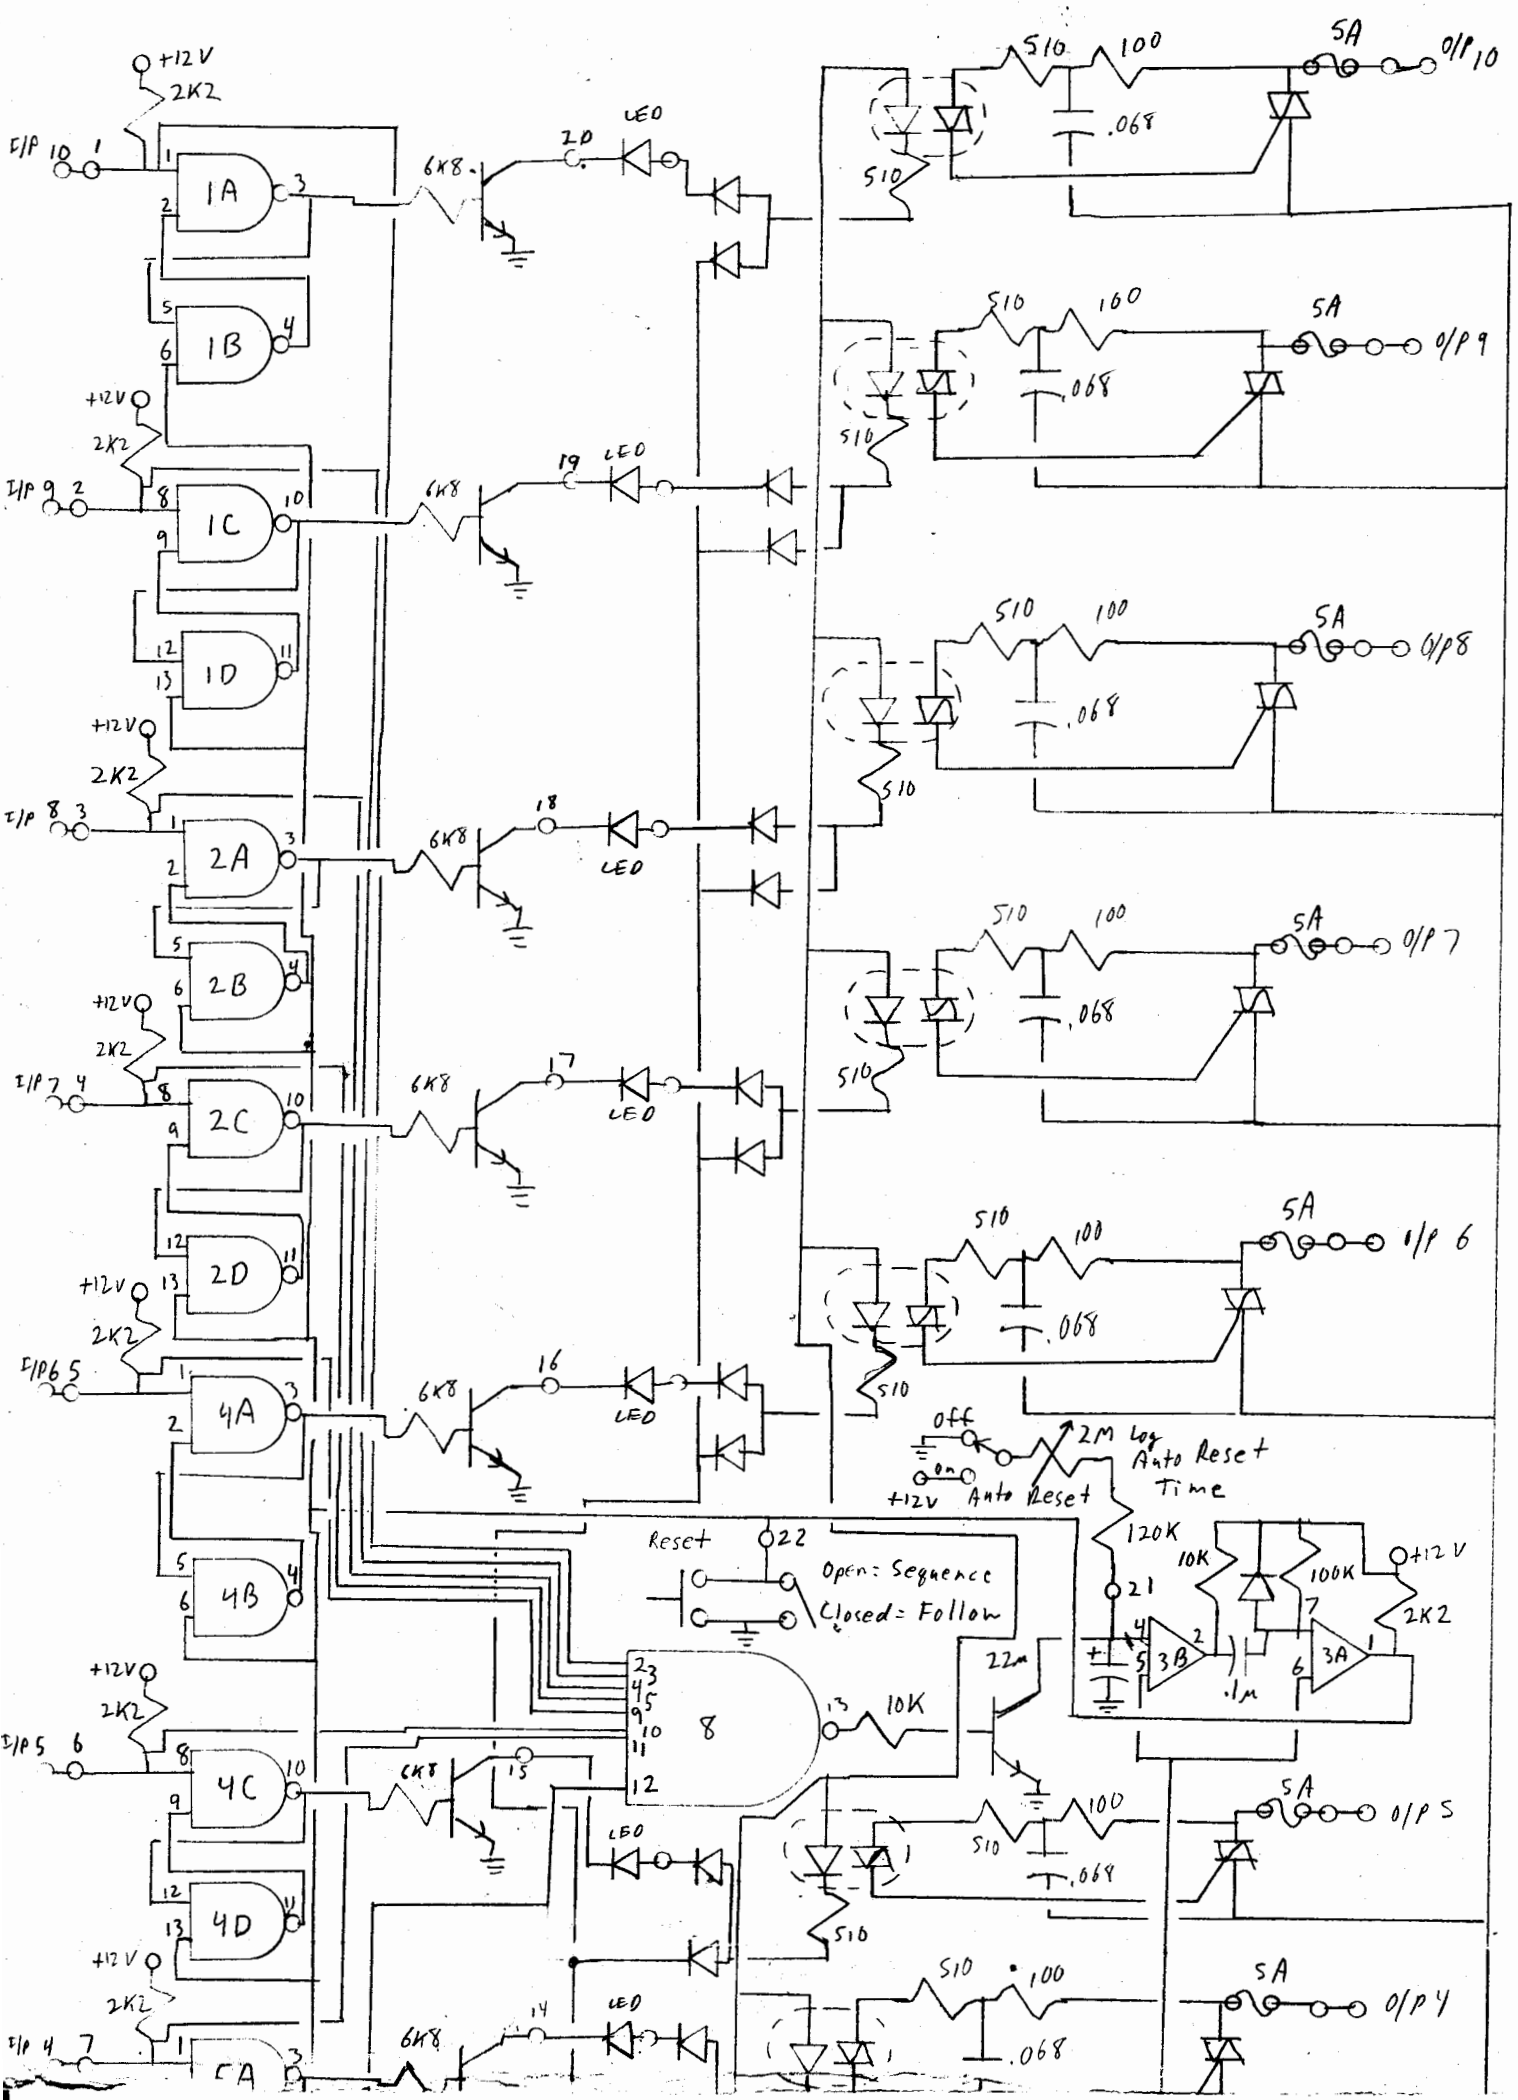 +12V
2K2
I/P 10 1
1 2 1A 3
6K8
20
LED
510
510 100
.068
5A
O/P 10
5 6 1B 4
+12V
2K2
I/P 9 2
8 9 1C 10
6K8
19
LED
510
510 100
.068
5A
O/P 9
12 13 1D 11
+12V
2K2
I/P 8 3
1 2 2A 3
6K8
18
LED
510
510 100
.068
5A
O/P 8
5 6 2B 4
+12V
2K2
I/P 7 4
8 9 2C 10
6K8
17
LED
510
510 100
.068
5A
O/P 7
12 13 2D 11
+12V
2K2
I/P 6 5
1 2 4A 3
6K8
16
LED
510
510 100
.068
5A
I/P 6
off
on
+12V
Auto Reset
2M Log
Auto Reset
Time
120K
21
10K
100K
+12V
2K2
Reset
22
Open = Sequence
Closed = Follow
5 6 4B 4
2 3 4 5 9 10 11 12 8 13
10K
22m
+ 4 5 3B 2
.1m
7 6 3A 1
+12V
2K2
I/P 5 6
8 9 4C 10
6K8
15
LED
510
510 100
.068
5A
O/P 5
12 13 4D 11
+12V
2K2
I/P 4 7
1 5A 3
6K8
14
LED
510 100
.068
5A
O/P 4